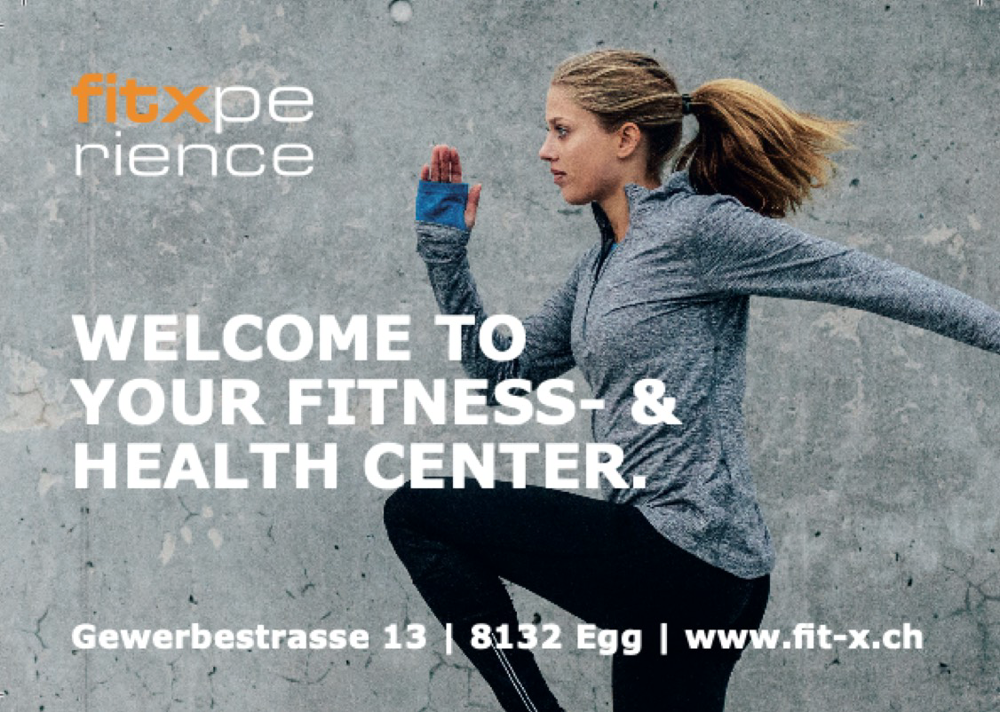 fitxpe
rience
WELCOME TO
YOUR FITNESS- &
HEALTH CENTER.
Gewerbestrasse 13 | 8132 Egg | www.fit-x.ch